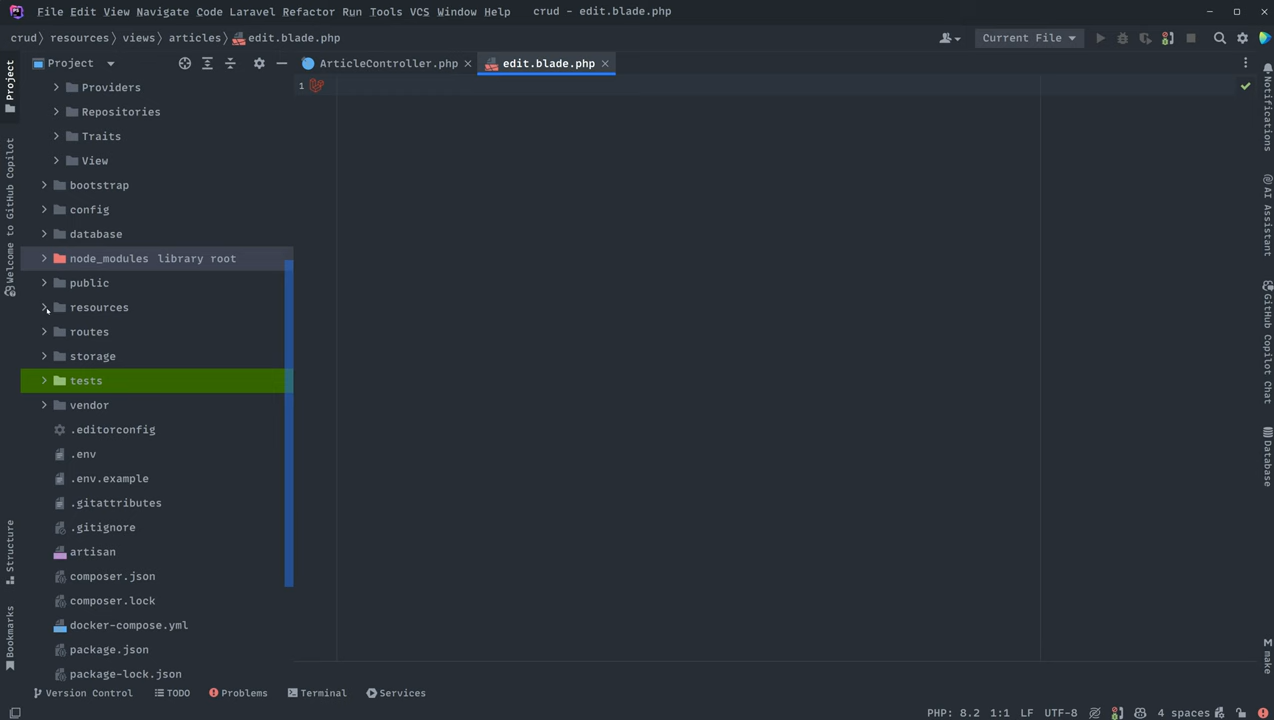 File Edit View Navigate Code Laravel Refactor Run Tools VCS Window Help crud - edit.blade.php
crud resources views articles edit.blade.php
Current File
Project
ArticleController.php
edit.blade.php
1
Providers
Repositories
Traits
View
bootstrap
config
database
node_modules library root
public
resources
routes
storage
tests
vendor
.editorconfig
.env
.env.example
.gitattributes
.gitignore
artisan
composer.json
composer.lock
docker-compose.yml
package.json
package-lock.json
Project
Welcome to GitHub Copilot
Structure
Bookmarks
Notifications
AI Assistant
GitHub Copilot Chat
Database
make
Version Control TODO Problems Terminal Services
PHP: 8.2 1:1 LF UTF-8 4 spaces